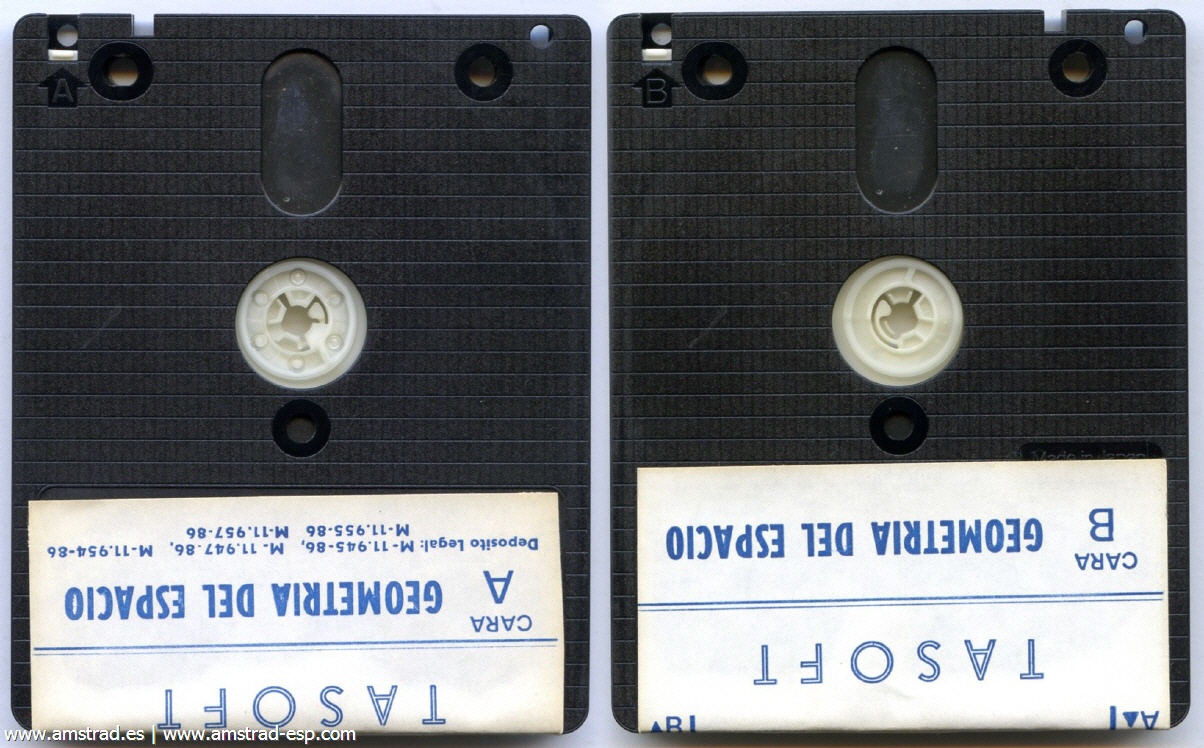 A
TASOFT
CARA
A
GEOMETRIA DEL ESPACIO
Deposito Legal: M-11.945-86, M-11.947-86, M-11.954-86
M-11.955-86 M-11.957-86
B
Made in Japan
A B
TASOFT
CARA
B
GEOMETRIA DEL ESPACIO
www.amstrad.es | www.amstrad-esp.com